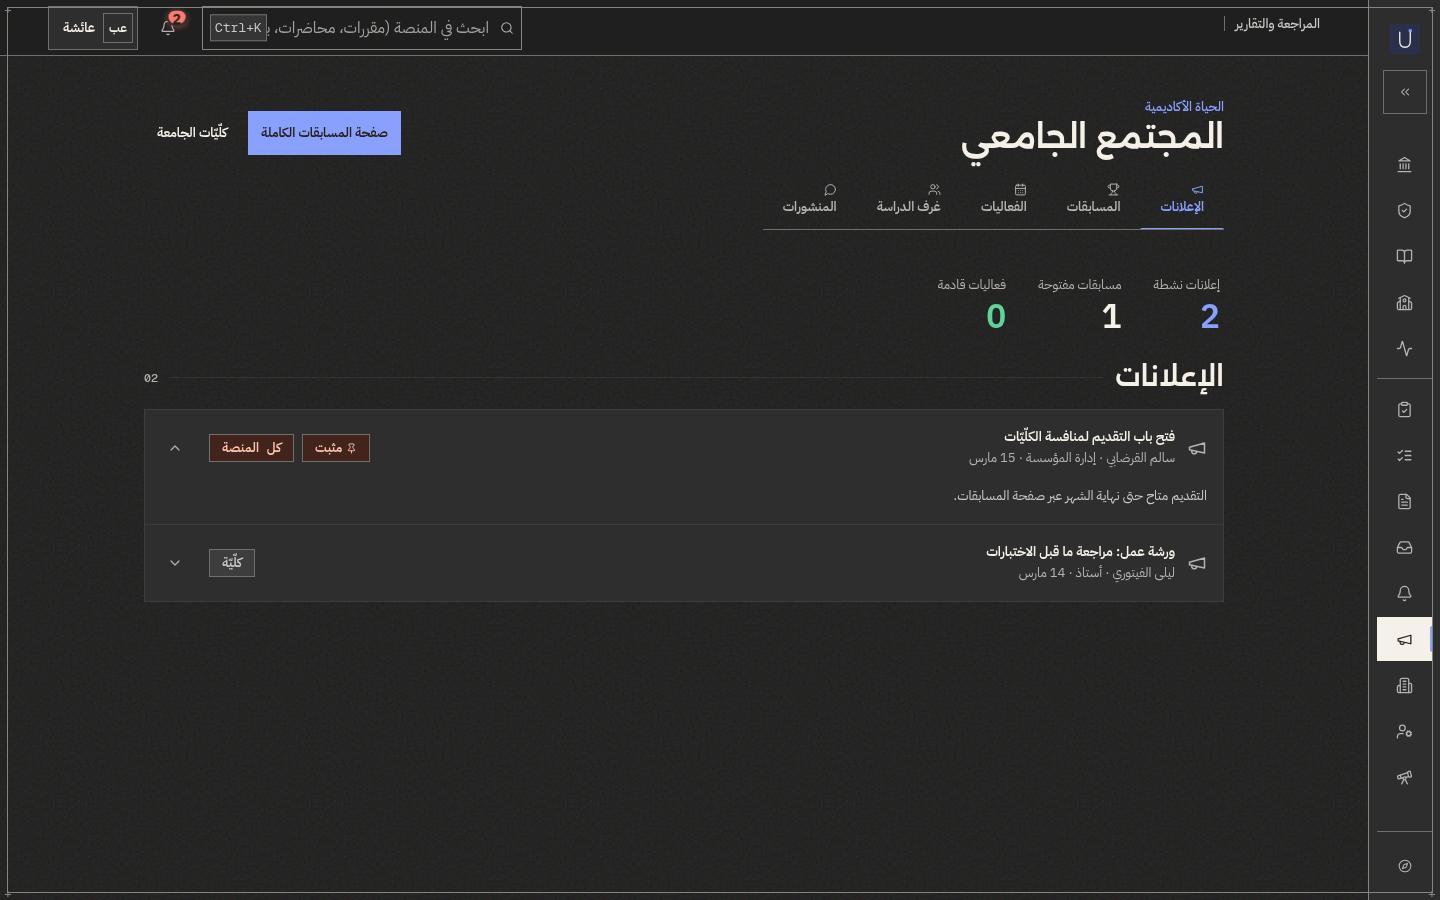 المراجعة والتقارير
ابحث في المنصة (مقررات، محاضرات،
Ctrl+K
2
عب
عائشة
الحياة الأكاديمية
المجتمع الجامعي
صفحة المسابقات الكاملة
كلّيّات الجامعة
الإعلانات
المسابقات
الفعاليات
غرف الدراسة
المنشورات
إعلانات نشطة
2
مسابقات مفتوحة
1
فعاليات قادمة
0
الإعلانات
02
فتح باب التقديم لمنافسة الكلّيّات
سالم القرضابي · إدارة المؤسسة · 15 مارس
مثبت
كل المنصة
التقديم متاح حتى نهاية الشهر عبر صفحة المسابقات.
ورشة عمل: مراجعة ما قبل الاختبارات
ليلى الفيتوري · أستاذ · 14 مارس
كلّيّة